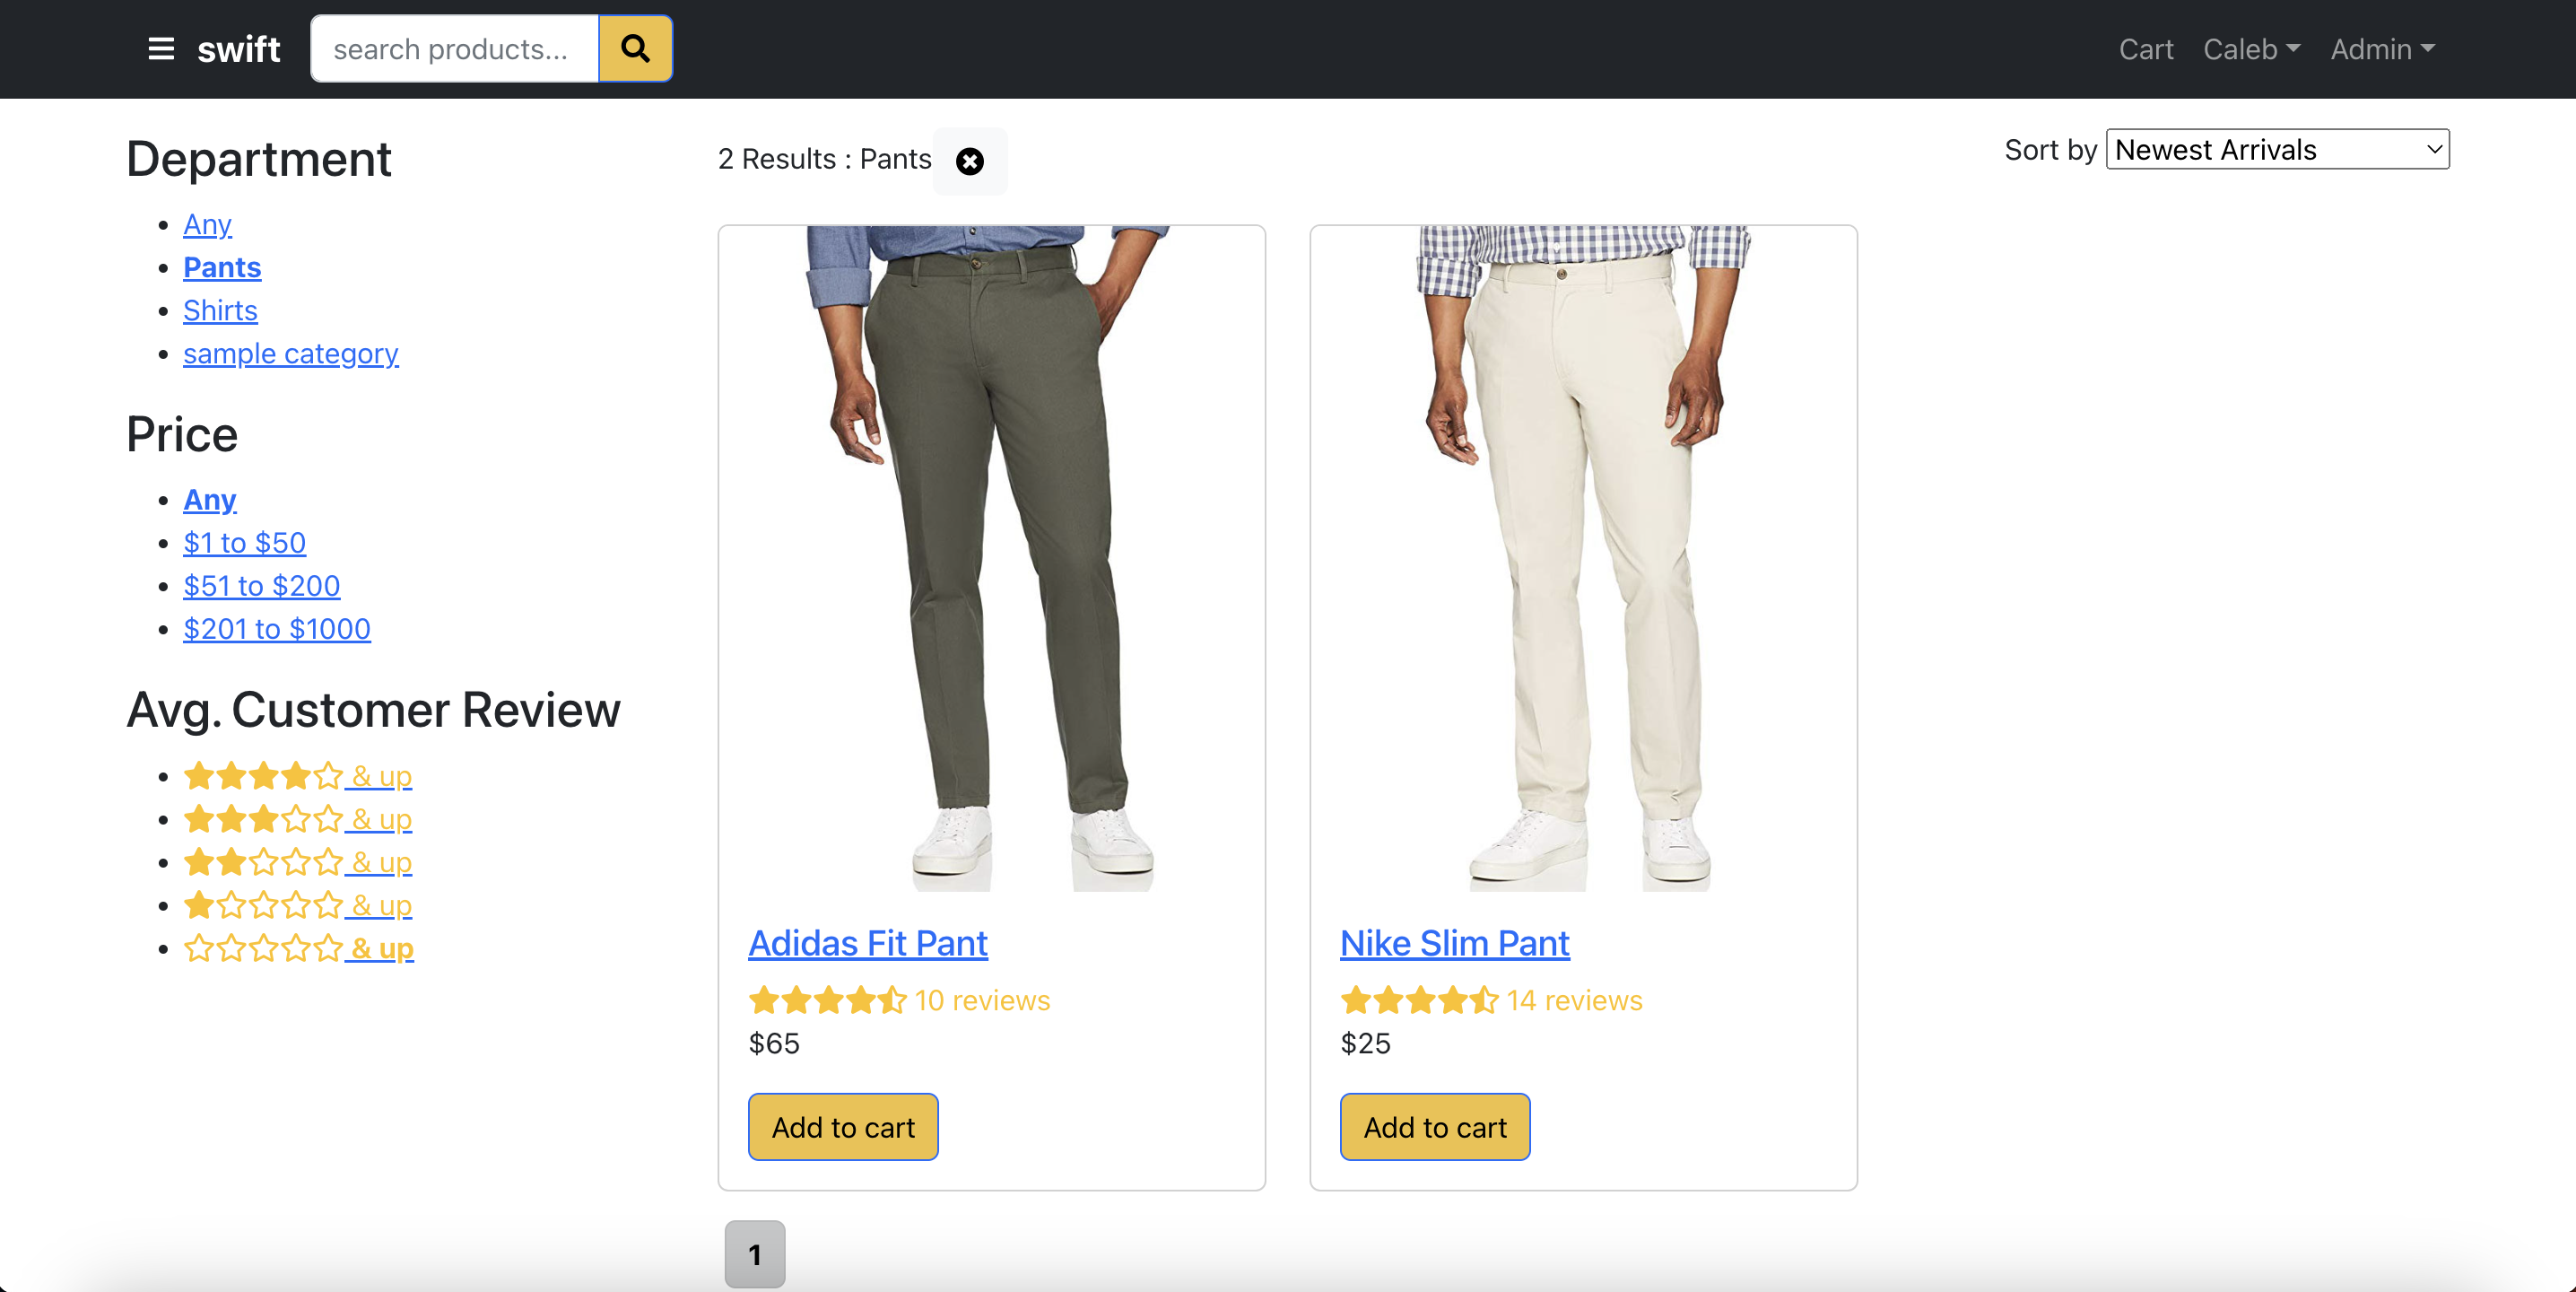 swift
search products...
Cart
Caleb
Admin
Department
Any
Pants
Shirts
sample category
Price
Any
$1 to $50
$51 to $200
$201 to $1000
Avg. Customer Review
& up
& up
& up
& up
& up
2 Results : Pants
Sort by Newest Arrivals
Adidas Fit Pant
10 reviews
$65
Add to cart
Nike Slim Pant
14 reviews
$25
Add to cart
1